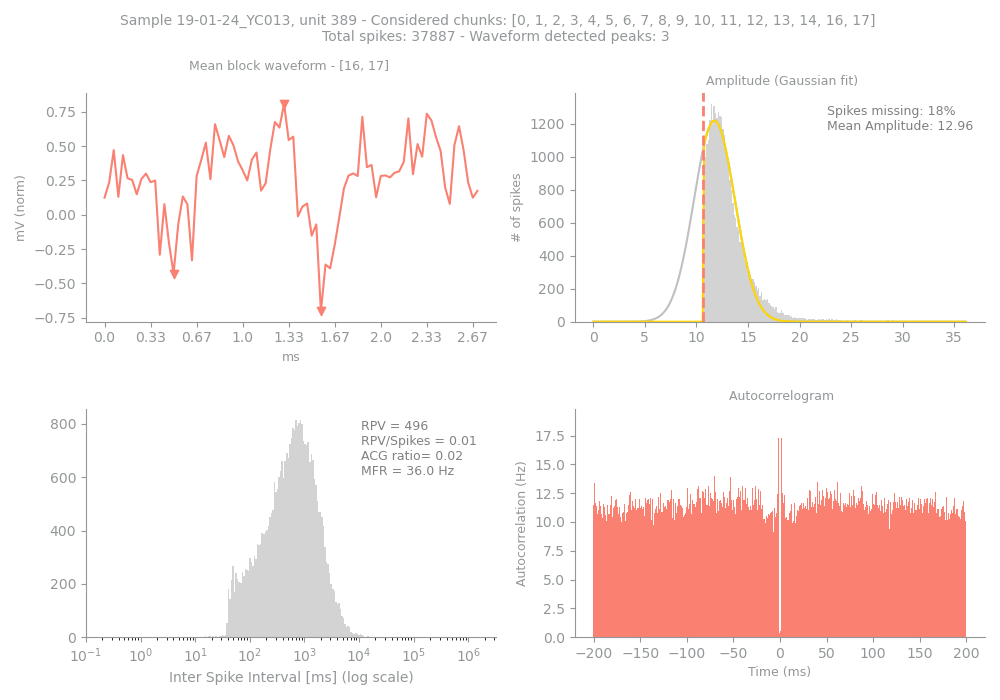 Sample 19-01-24_YC013, unit 389 - Considered chunks: [0, 1, 2, 3, 4, 5, 6, 7, 8, 9, 10, 11, 12, 13, 14, 16, 17]
Total spikes: 37887 - Waveform detected peaks: 3
Mean block waveform - [16, 17]
mV (norm)
0.75
0.50
0.25
0.00
−0.25
−0.50
−0.75
0.0 0.33 0.67 1.0 1.33 1.67 2.0 2.33 2.67
ms
Amplitude (Gaussian fit)
Spikes missing: 18%
Mean Amplitude: 12.96
# of spikes
1200
1000
800
600
400
200
0
0 5 10 15 20 25 30 35
RPV = 496
RPV/Spikes = 0.01
ACG ratio= 0.02
MFR = 36.0 Hz
800
600
400
200
0
10⁻¹ 10⁰ 10¹ 10² 10³ 10⁴ 10⁵ 10⁶
Inter Spike Interval [ms] (log scale)
Autocorrelogram
Autocorrelation (Hz)
17.5
15.0
12.5
10.0
7.5
5.0
2.5
0.0
−200 −150 −100 −50 0 50 100 150 200
Time (ms)